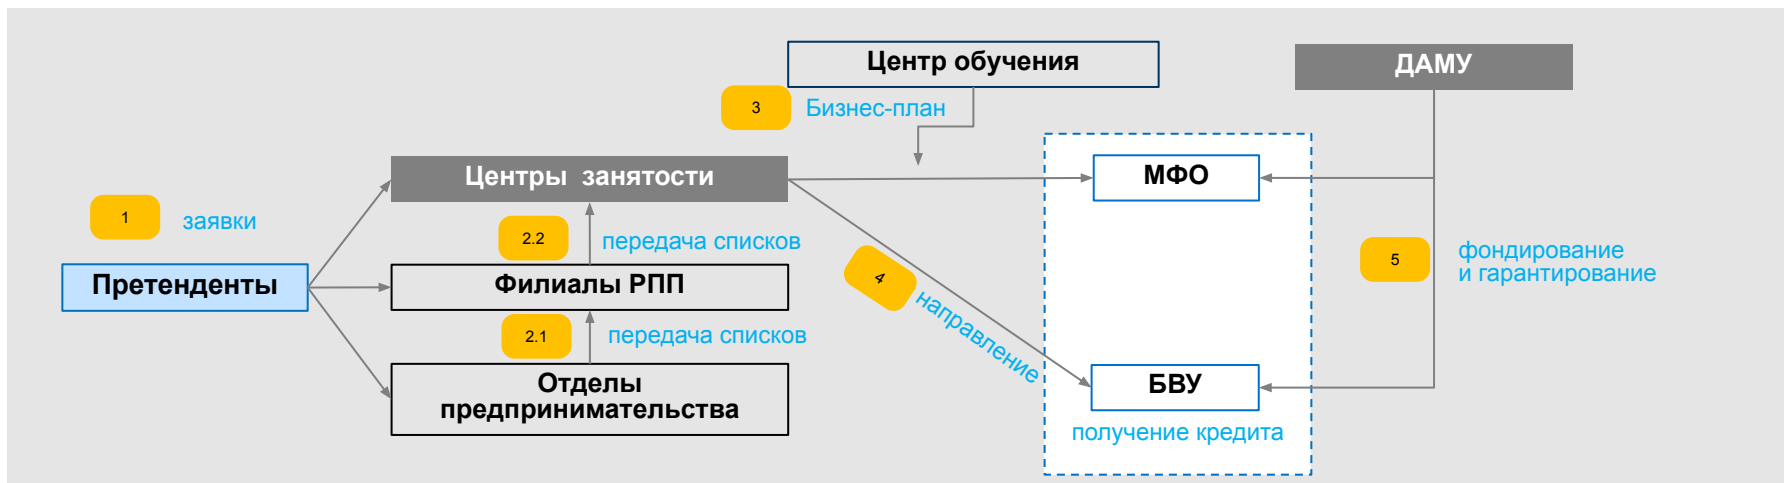 Центр обучения
ДАМУ
3
Бизнес-план
Центры занятости
МФО
1
заявки
2.2
передача списков
Претенденты
Филиалы РПП
4
направление
5
фондирование
и гарантирование
2.1
передача списков
Отделы
предпринимательства
БВУ
получение кредита